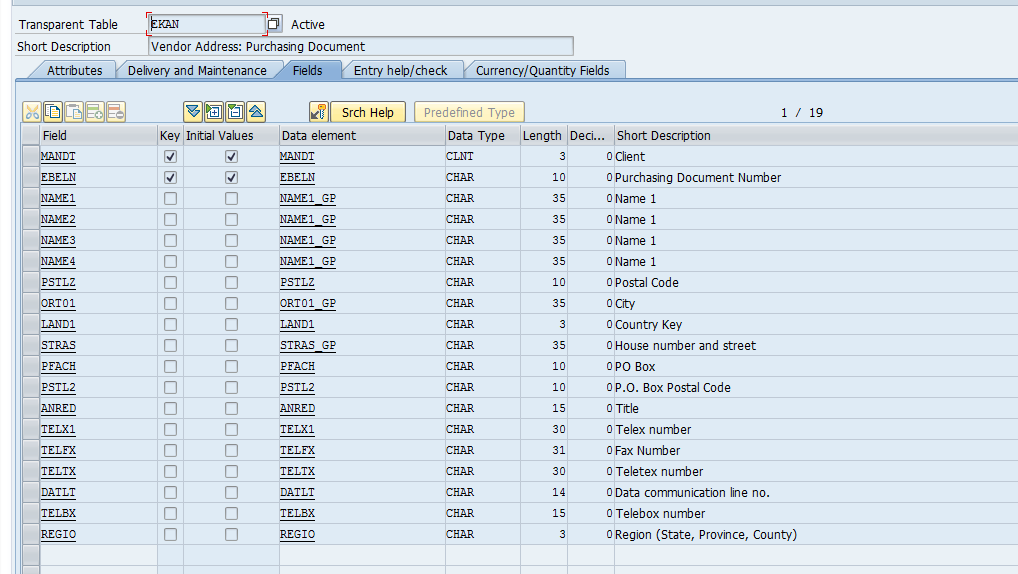 Transparent Table EKAN Active
Short Description Vendor Address: Purchasing Document
Attributes Delivery and Maintenance Fields Entry help/check Currency/Quantity Fields
Srch Help Predefined Type 1 / 19
Field Key Initial Values Data element Data Type Length Deci... Short Description
MANDT MANDT CLNT 3 0 Client
EBELN EBELN CHAR 10 0 Purchasing Document Number
NAME1 NAME1_GP CHAR 35 0 Name 1
NAME2 NAME1_GP CHAR 35 0 Name 1
NAME3 NAME1_GP CHAR 35 0 Name 1
NAME4 NAME1_GP CHAR 35 0 Name 1
PSTLZ PSTLZ CHAR 10 0 Postal Code
ORT01 ORT01_GP CHAR 35 0 City
LAND1 LAND1 CHAR 3 0 Country Key
STRAS STRAS_GP CHAR 35 0 House number and street
PFACH PFACH CHAR 10 0 PO Box
PSTL2 PSTL2 CHAR 10 0 P.O. Box Postal Code
ANRED ANRED CHAR 15 0 Title
TELX1 TELX1 CHAR 30 0 Telex number
TELFX TELFX CHAR 31 0 Fax Number
TELTX TELTX CHAR 30 0 Teletex number
DATLT DATLT CHAR 14 0 Data communication line no.
TELBX TELBX CHAR 15 0 Telebox number
REGIO REGIO CHAR 3 0 Region (State, Province, County)